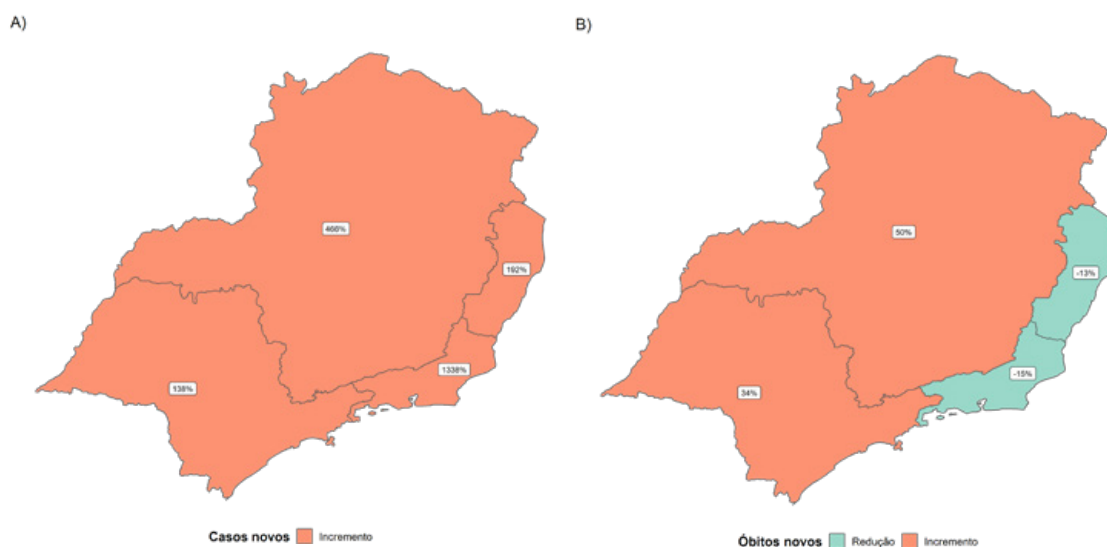 A)
466%
192%
1338%
138%
Casos novos Incremento
B)
50%
-13%
-15%
34%
Óbitos novos Redução Incremento